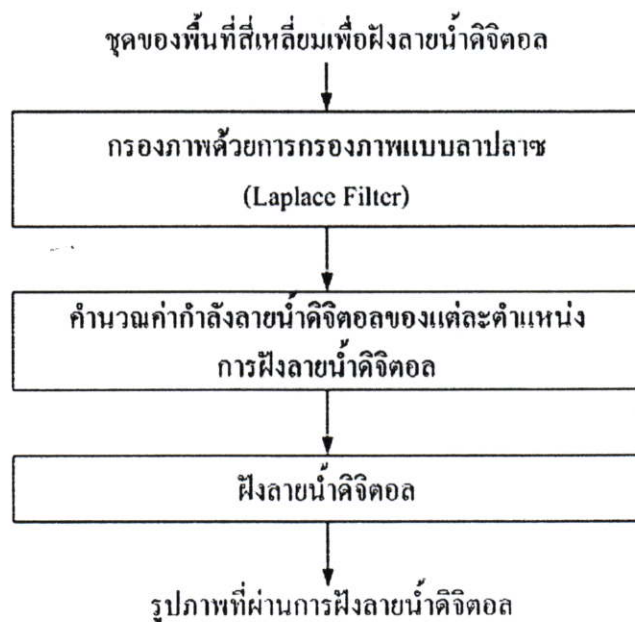 ชุดของพื้นที่สี่เหลี่ยมเพื่อฝังลายน้ำดิจิตอล
กรองภาพด้วยการกรองภาพแบบลาปลาซ
(Laplace Filter)
คำนวณค่ากำลังลายน้ำดิจิตอลของแต่ละตำแหน่ง
การฝังลายน้ำดิจิตอล
ฝังลายน้ำดิจิตอล
รูปภาพที่ผ่านการฝังลายน้ำดิจิตอล